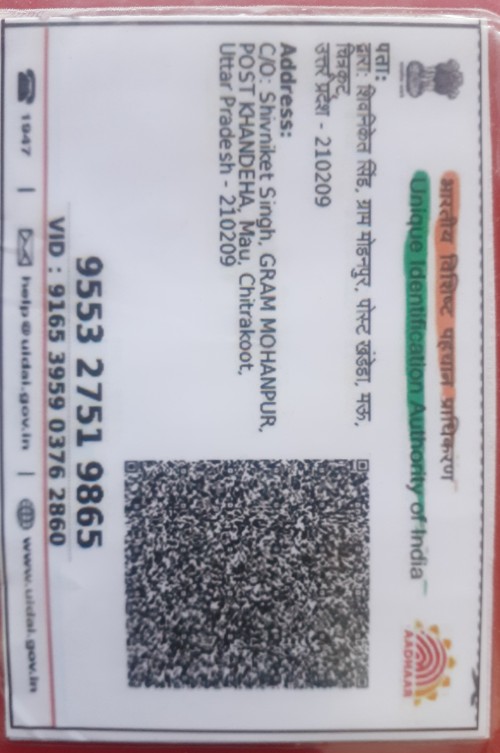 भारतीय विशिष्ट पहचान प्राधिकरण
Unique Identification Authority of India
AADHAAR
पता:
द्वारा: शिवनिकेत सिंह, ग्राम मोहनपुर, पोस्ट खंडेहा, मऊ,
चित्रकूट,
उत्तर प्रदेश - 210209
Address:
C/O: Shivniket Singh, GRAM MOHANPUR,
POST KHANDEHA, Mau, Chitrakoot,
Uttar Pradesh - 210209
9553 2751 9865
VID : 9165 3959 0376 2860
1947 | help@uidai.gov.in | www.uidai.gov.in